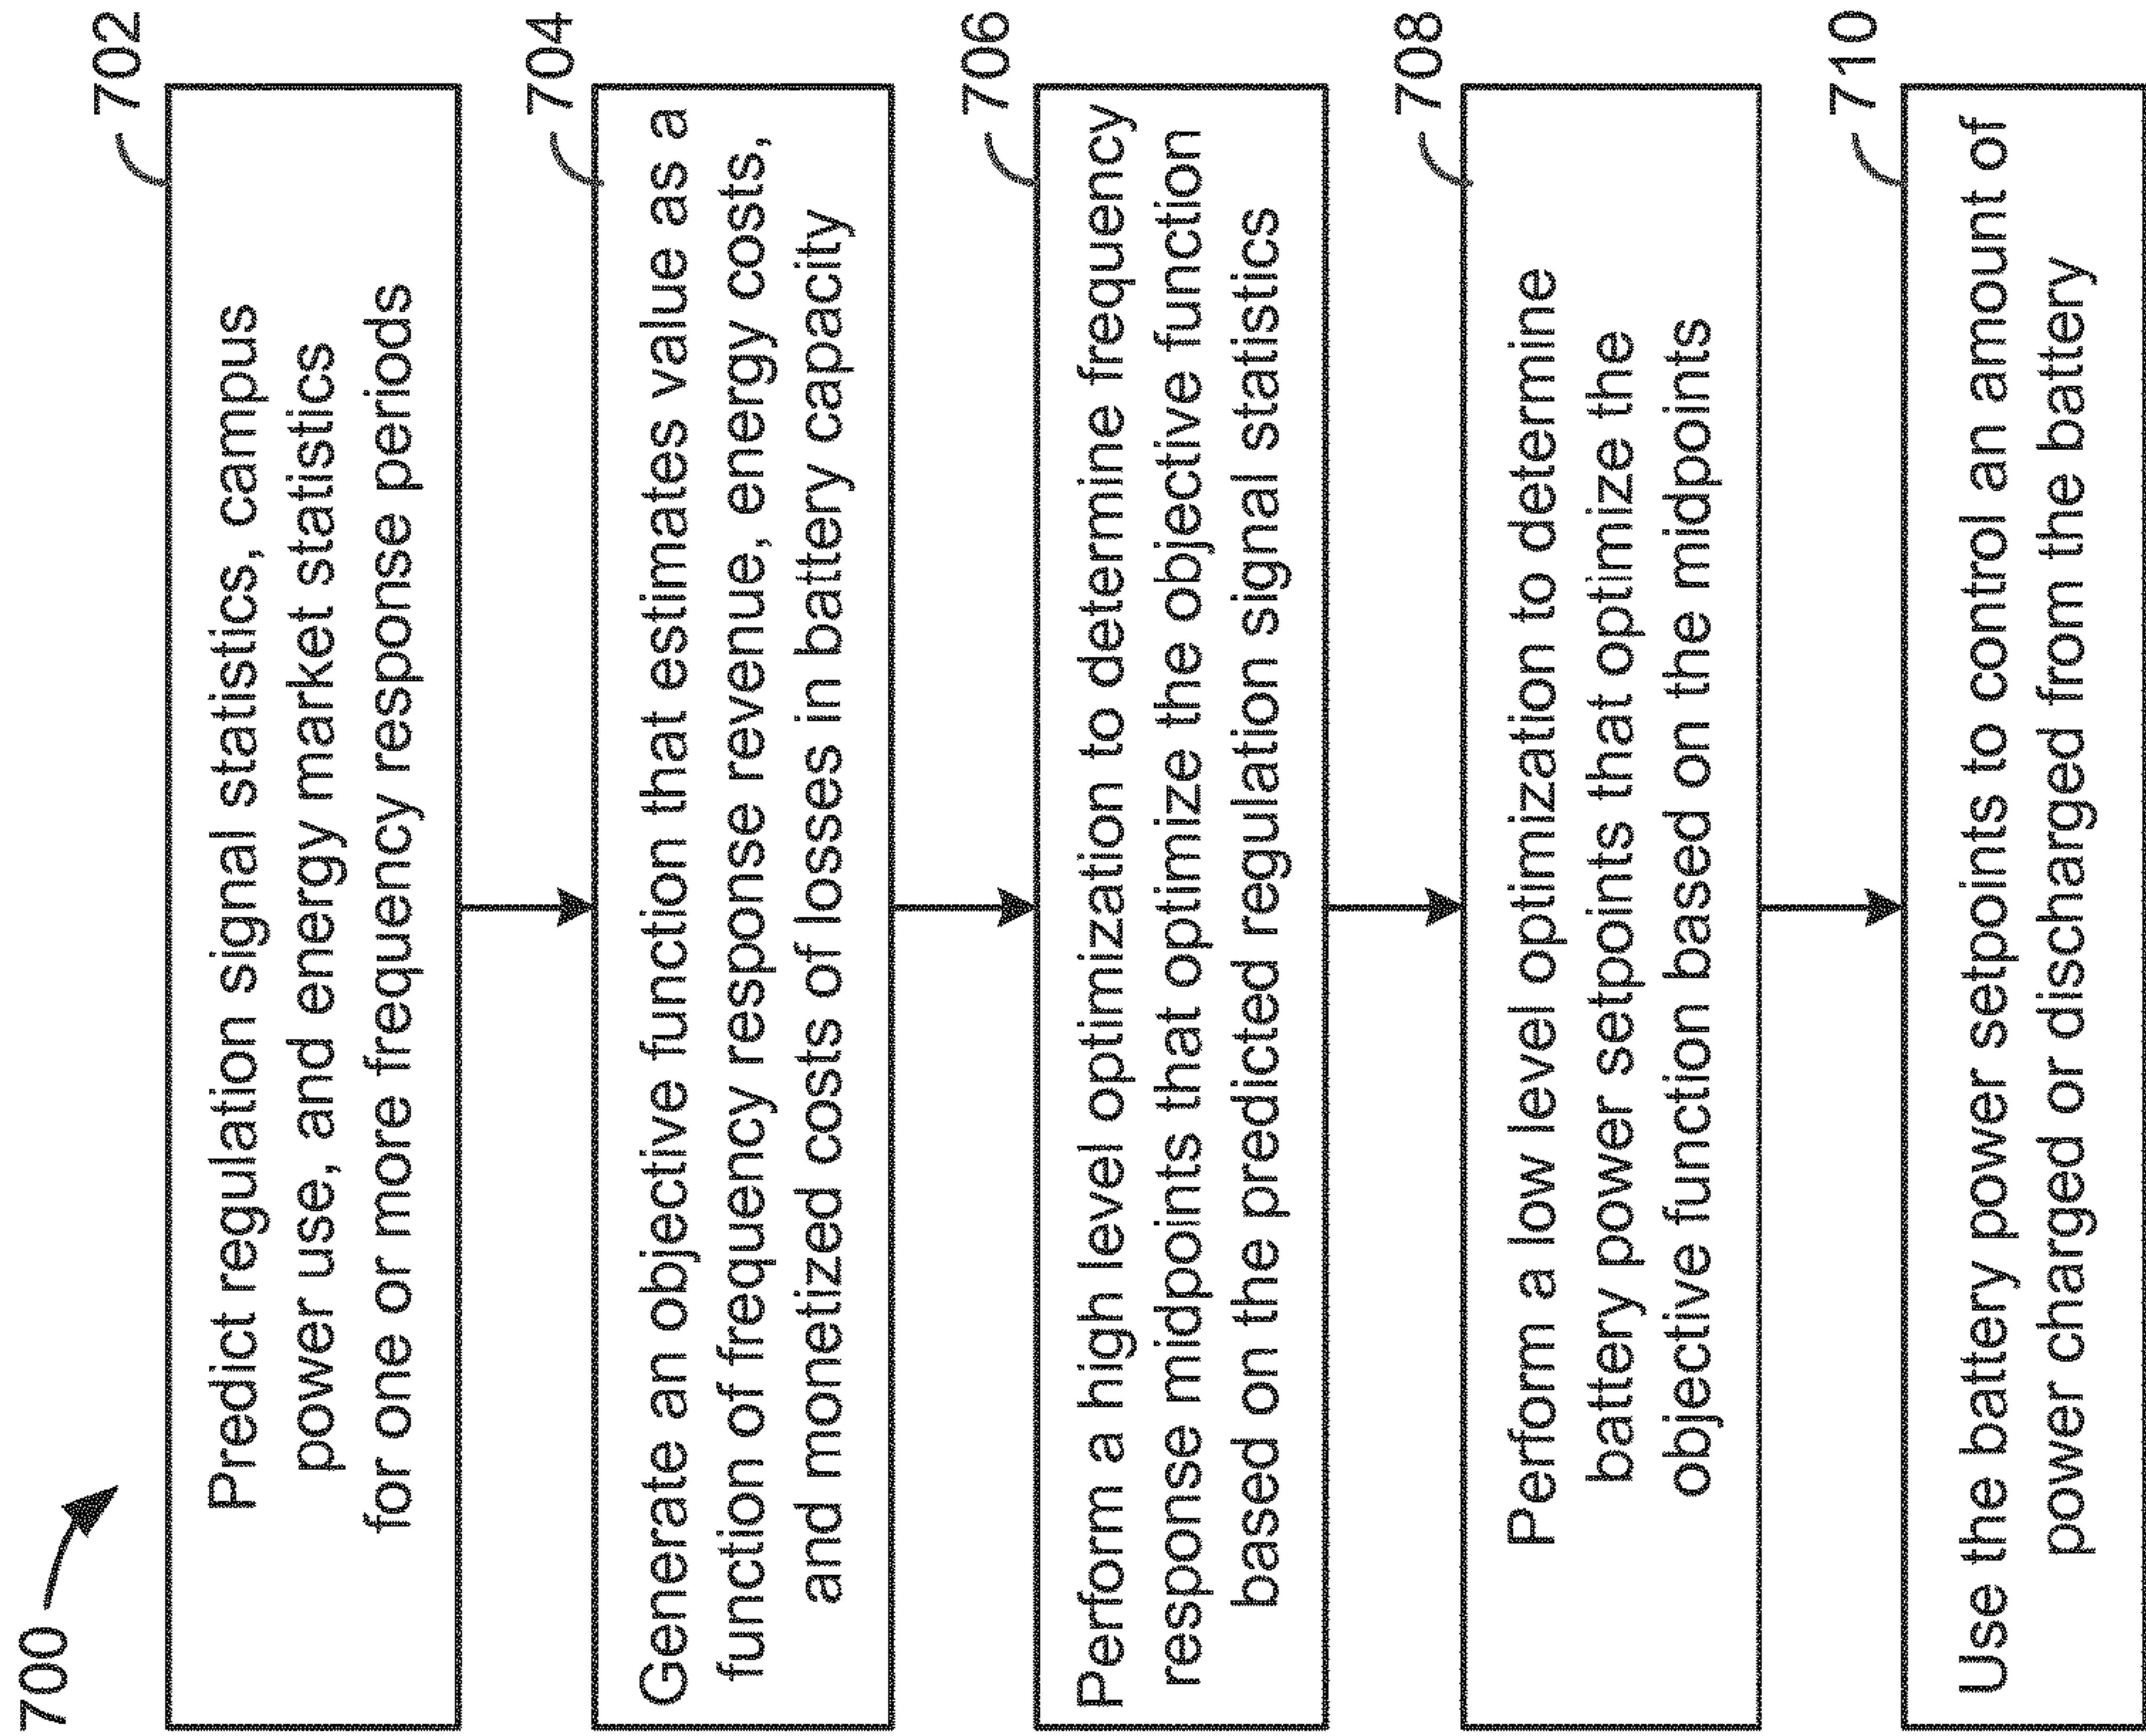 700
702
Predict regulation signal statistics, campus
power use, and energy market statistics
for one or more frequency response periods
704
Generate an objective function that estimates value as a
function of frequency response revenue, energy costs,
and monetized costs of losses in battery capacity
706
Perform a high level optimization to determine frequency
response midpoints that optimize the objective function
based on the predicted regulation signal statistics
708
Perform a low level optimization to determine
battery power setpoints that optimize the
objective function based on the midpoints
710
Use the battery power setpoints to control an amount of
power charged or discharged from the battery